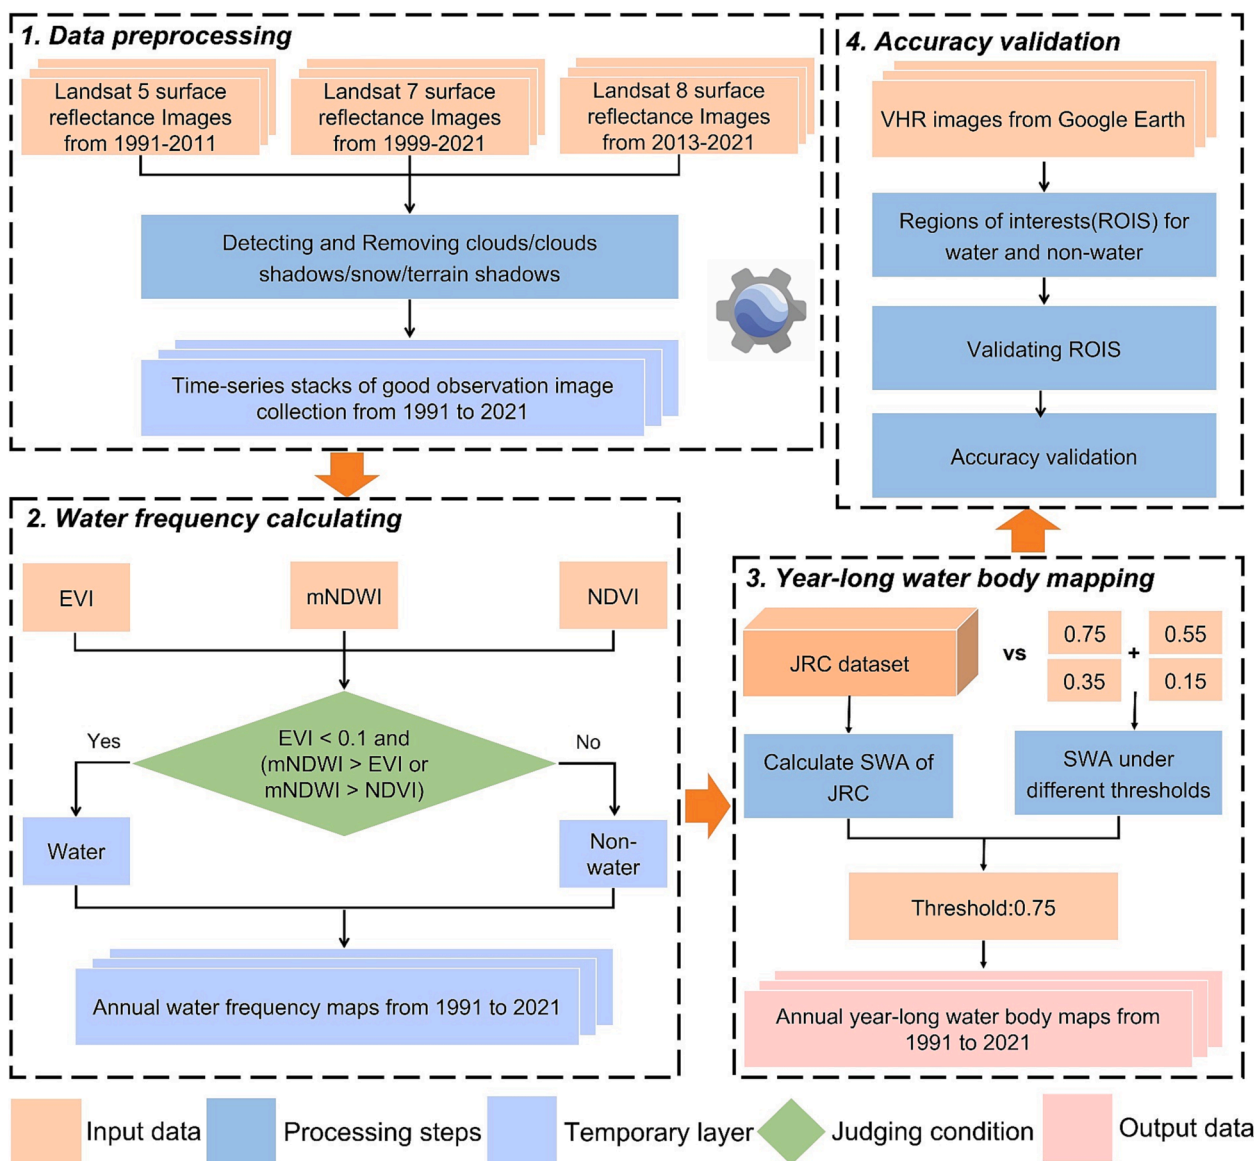 1. Data preprocessing
Landsat 5 surface
reflectance Images
from 1991-2011
Landsat 7 surface
reflectance Images
from 1999-2021
Landsat 8 surface
reflectance Images
from 2013-2021
Detecting and Removing clouds/clouds
shadows/snow/terrain shadows
Time-series stacks of good observation image
collection from 1991 to 2021
2. Water frequency calculating
EVI
mNDWI
NDVI
EVI < 0.1 and
(mNDWI > EVI or
mNDWI > NDVI)
Yes
No
Water
Non-
water
Annual water frequency maps from 1991 to 2021
3. Year-long water body mapping
JRC dataset
vs
0.75
+
0.55
0.35
0.15
Calculate SWA of
JRC
SWA under
different thresholds
Threshold:0.75
Annual year-long water body maps from
1991 to 2021
4. Accuracy validation
VHR images from Google Earth
Regions of interests(ROIS) for
water and non-water
Validating ROIS
Accuracy validation
Input data
Processing steps
Temporary layer
Judging condition
Output data